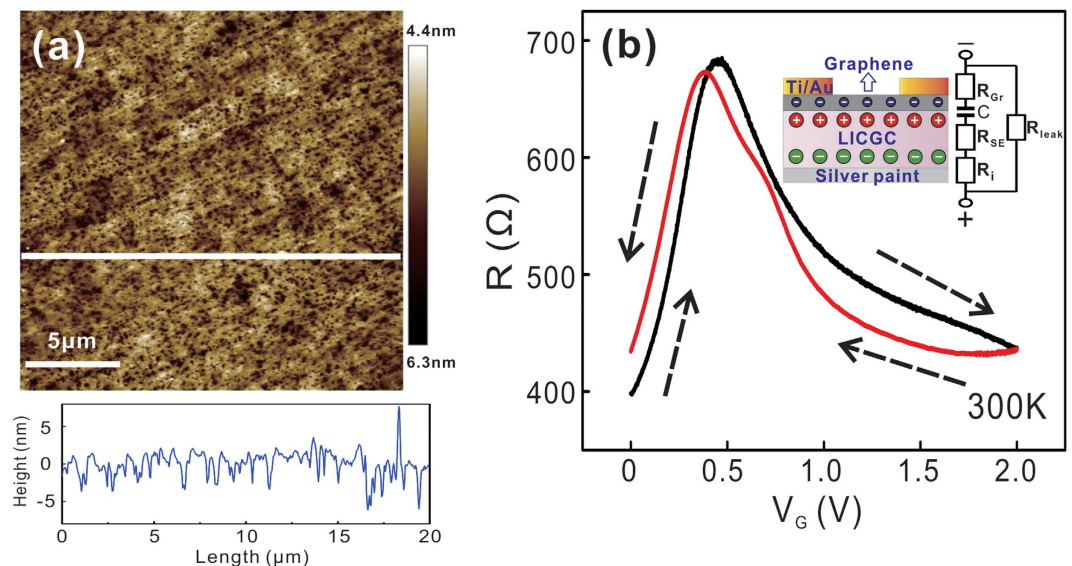 (a)
4.4nm
6.3nm
5μm
Height (nm)
5
0
-5
0 5 10 15 20
Length (μm)
(b)
R (Ω)
700
600
500
400
0 0.5 1.0 1.5 2.0
V_G (V)
300K
Graphene
Ti/Au
LICGC
Silver paint
R_Gr
C
R_SE
R_i
R_leak